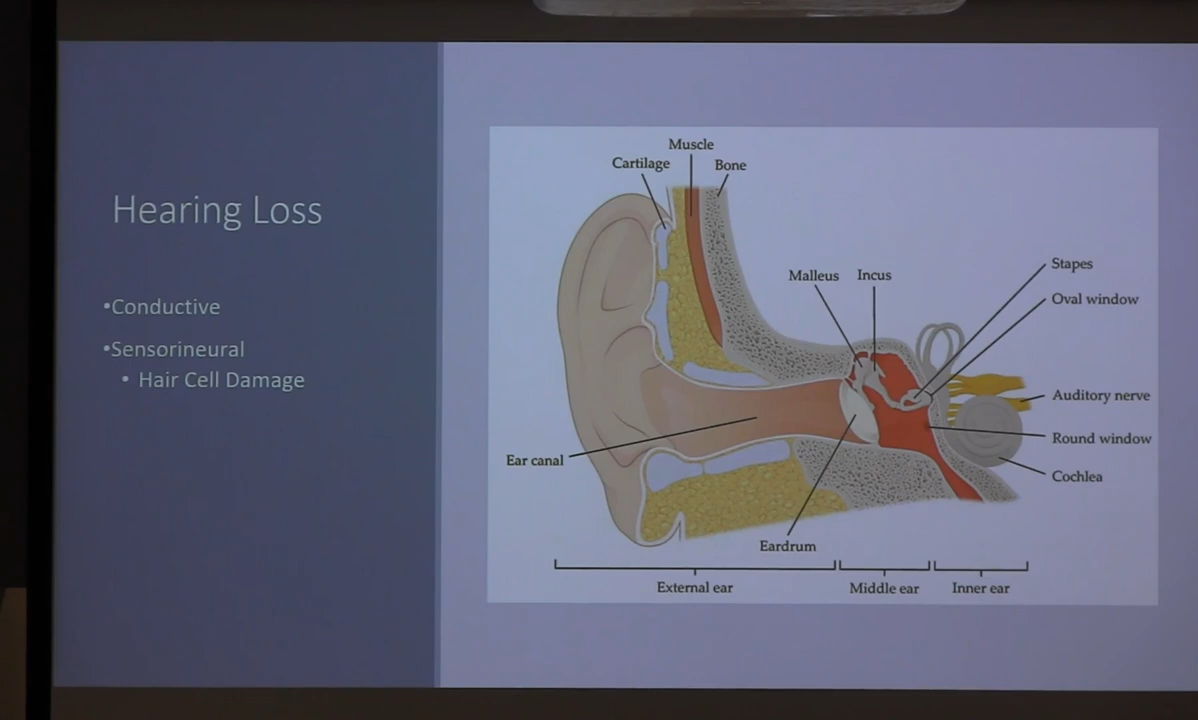 Hearing Loss
•Conductive
•Sensorineural
• Hair Cell Damage
Muscle
Cartilage
Bone
Malleus
Incus
Stapes
Oval window
Auditory nerve
Round window
Cochlea
Ear canal
Eardrum
External ear
Middle ear
Inner ear